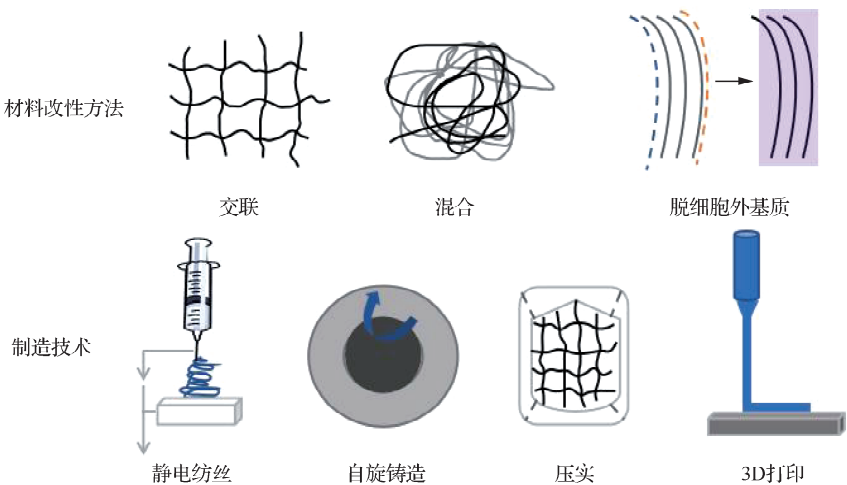 材料改性方法
交联
混合
脱细胞外基质
制造技术
静电纺丝
自旋铸造
压实
3D打印